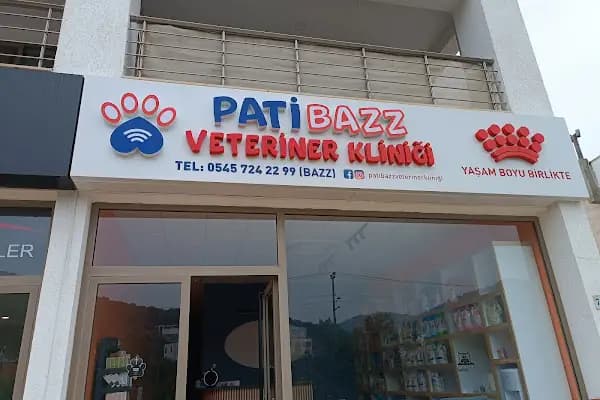 PATİ BAZZ
VETERİNER KLİNİĞİ
TEL: 0545 724 22 99 (BAZZ)
patibazzveterinerklinigi
YAŞAM BOYU BİRLİKTE
LER